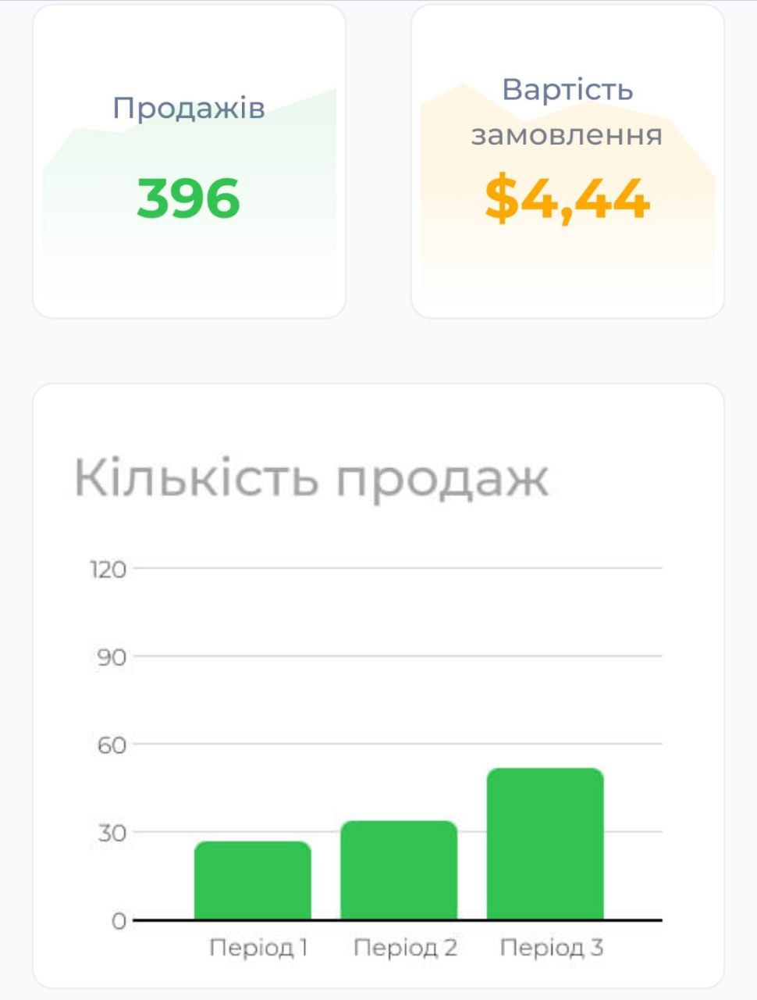 Продажів
396
Вартість
замовлення
$4,44
Кількість продаж
120
90
60
30
0
Період 1
Період 2
Період 3